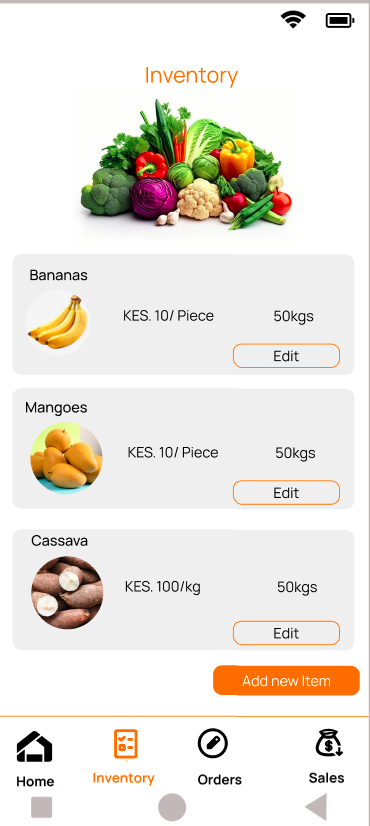 Inventory
Bananas
KES. 10/ Piece
50kgs
Edit
Mangoes
KES. 10/ Piece
50kgs
Edit
Cassava
KES. 100/kg
50kgs
Edit
Add new Item
Home
Inventory
Orders
Sales